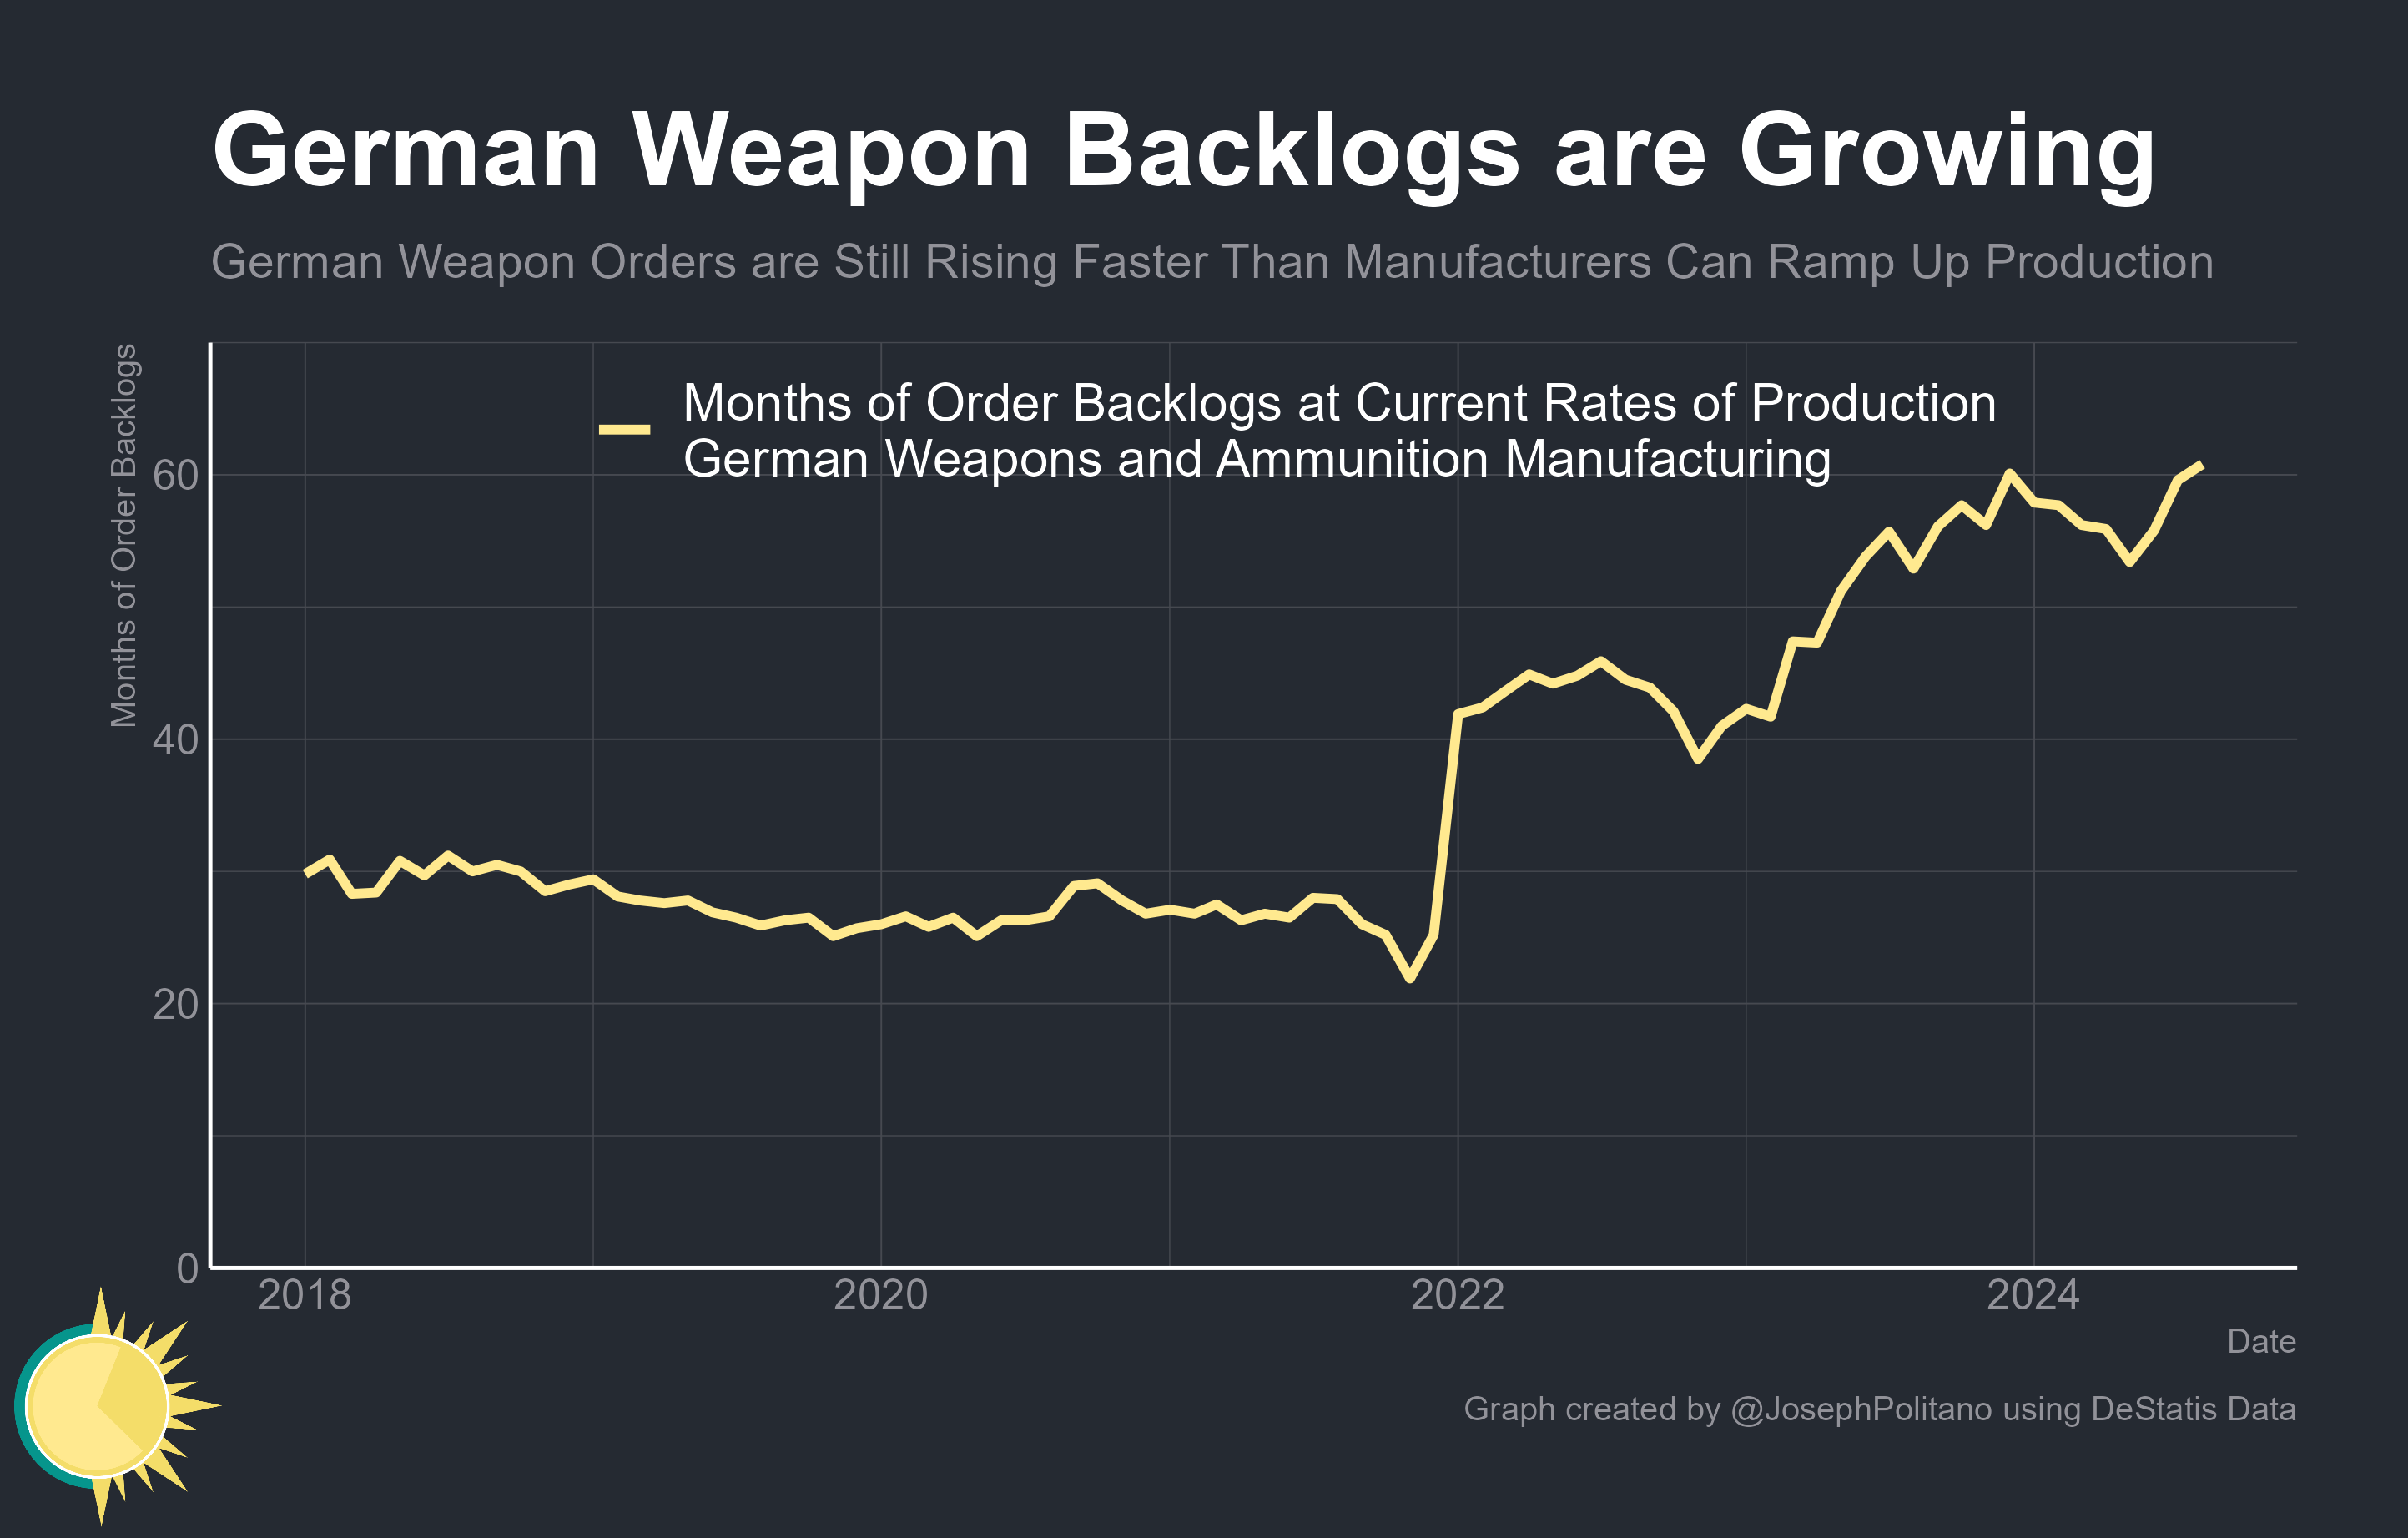 German Weapon Backlogs are Growing
German Weapon Orders are Still Rising Faster Than Manufacturers Can Ramp Up Production
Months of Order Backlogs
Months of Order Backlogs at Current Rates of Production
German Weapons and Ammunition Manufacturing
60
40
20
0
2018
2020
2022
2024
Date
Graph created by @JosephPolitano using DeStatis Data